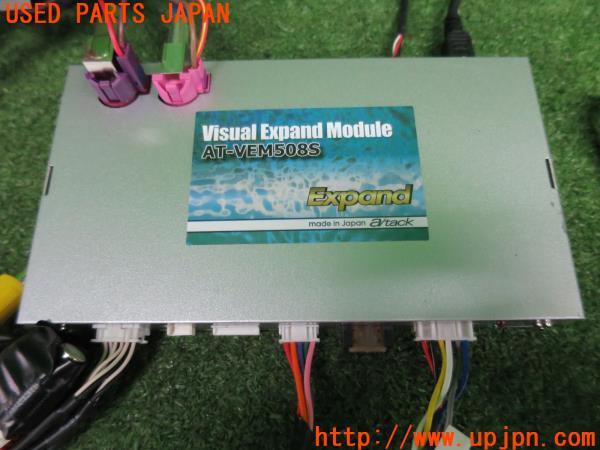 USED PARTS JAPAN
Visual Expand Module
AT-VEM508S
Expand
made in Japan a/tack
http://www.upjpn.com